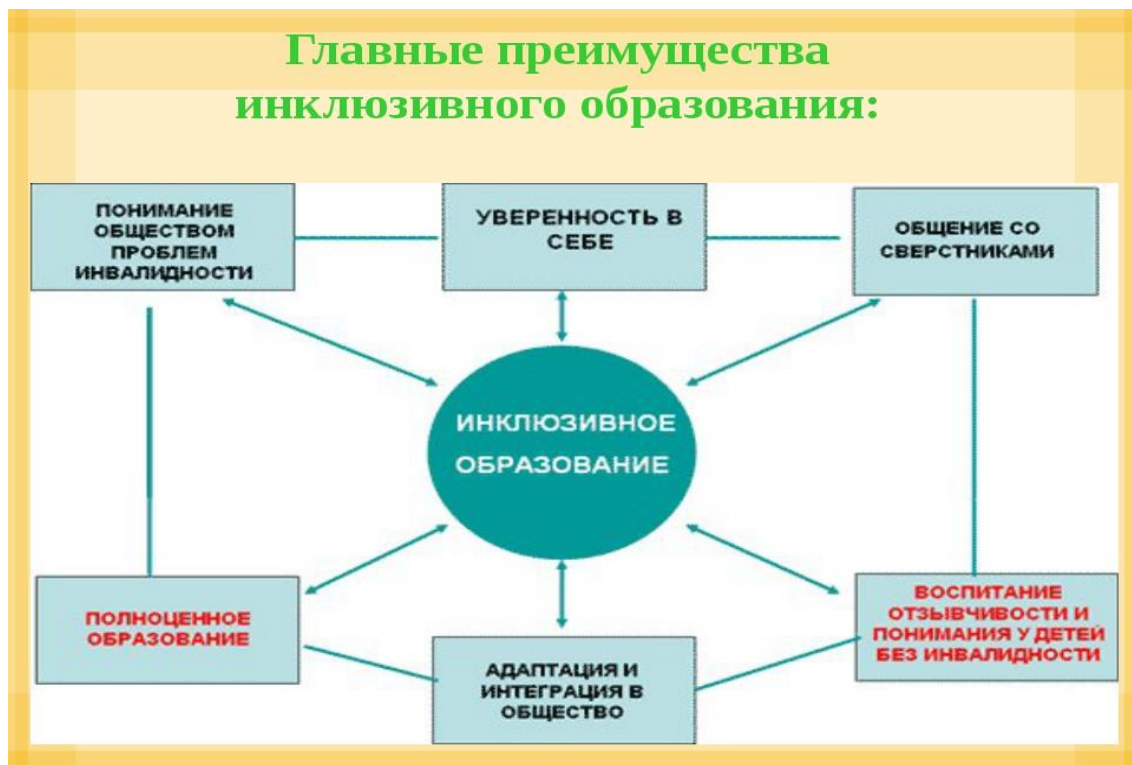 Главные преимущества
инклюзивного образования:
ПОНИМАНИЕ
ОБЩЕСТВОМ
ПРОБЛЕМ
ИНВАЛИДНОСТИ
УВЕРЕННОСТЬ В
СЕБЕ
ОБЩЕНИЕ СО
СВЕРСТНИКАМИ
ИНКЛЮЗИВНОЕ
ОБРАЗОВАНИЕ
ПОЛНОЦЕННОЕ
ОБРАЗОВАНИЕ
АДАПТАЦИЯ И
ИНТЕГРАЦИЯ В
ОБЩЕСТВО
ВОСПИТАНИЕ
ОТЗЫВЧИВОСТИ И
ПОНИМАНИЯ У ДЕТЕЙ
БЕЗ ИНВАЛИДНОСТИ